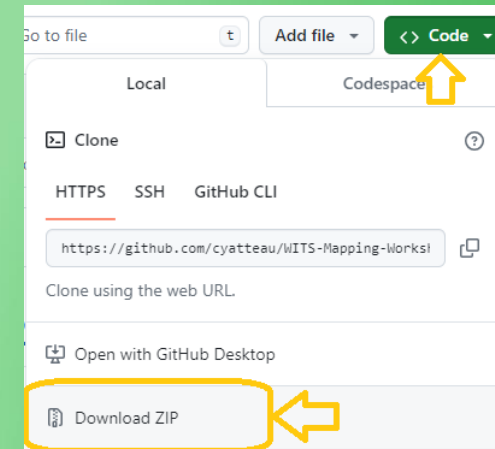 Go to file t Add file <> Code
Local Codespace
Clone
HTTPS SSH GitHub CLI
https://github.com/cyatteau/WITS-Mapping-Works
Clone using the web URL.
Open with GitHub Desktop
Download ZIP